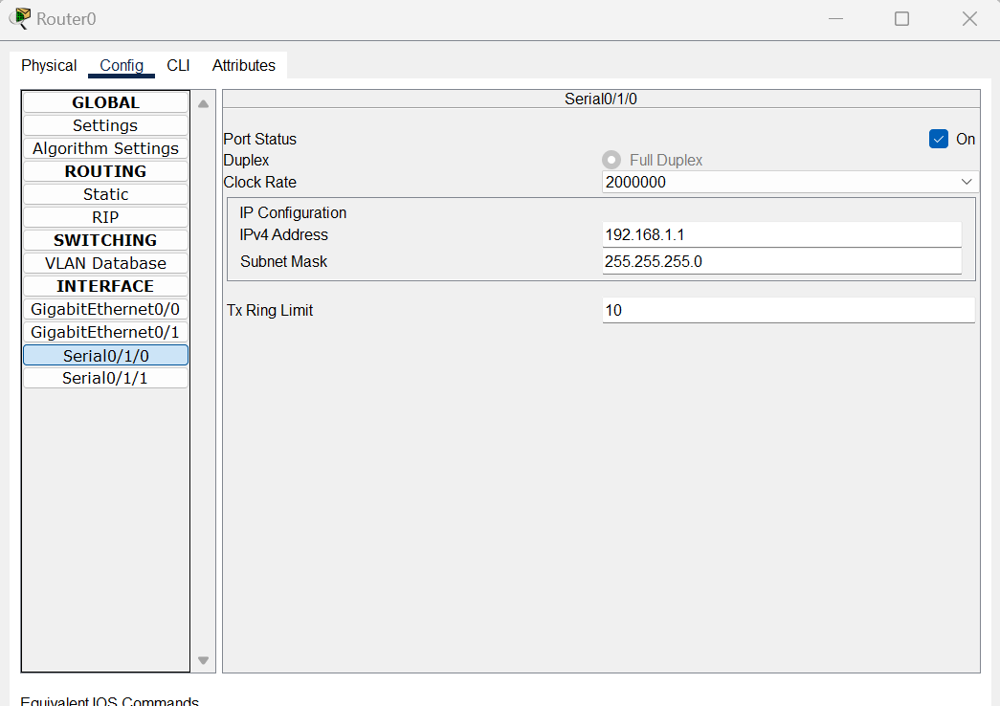 Router0
Physical Config CLI Attributes
GLOBAL
Settings
Algorithm Settings
ROUTING
Static
RIP
SWITCHING
VLAN Database
INTERFACE
GigabitEthernet0/0
GigabitEthernet0/1
Serial0/1/0
Serial0/1/1
Serial0/1/0
Port Status On
Duplex Full Duplex
Clock Rate 2000000
IP Configuration
IPv4 Address 192.168.1.1
Subnet Mask 255.255.255.0
Tx Ring Limit 10
Equivalent IOS Commands